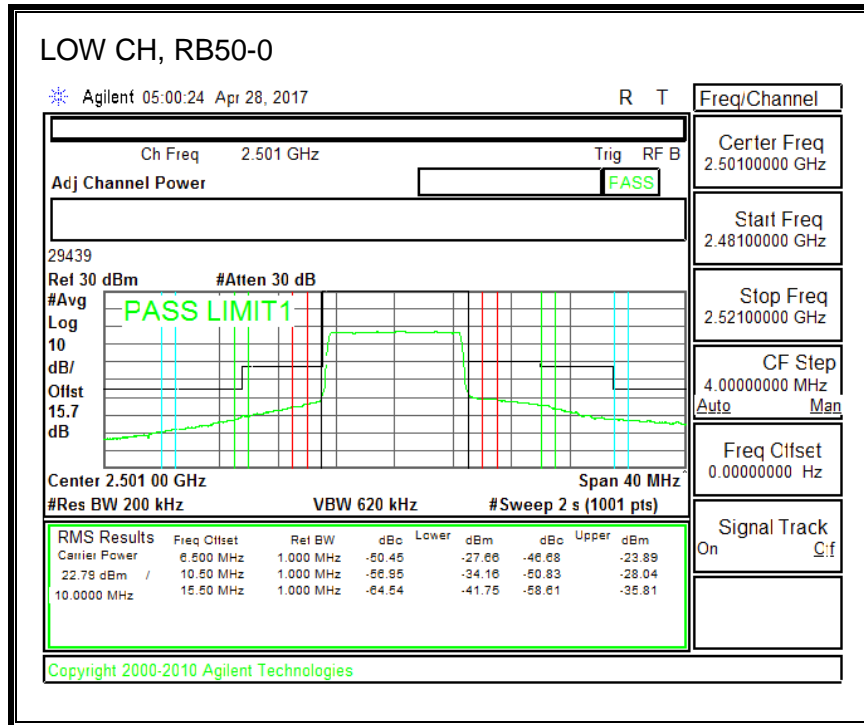 LOW CH, RB50-0
Agilent 05:00:24 Apr 28, 2017 R T
Freq/Channel
Ch Freq 2.501 GHz Trig RF B
Adj Channel Power PASS
Center Freq
2.50100000 GHz
Start Freq
2.48100000 GHz
Stop Freq
2.52100000 GHz
CF Step
4.00000000 MHz
Auto Man
Freq Offset
0.00000000 Hz
Signal Track
On Off
29439
Ref 30 dBm #Atten 30 dB
#Avg
Log
10
dB/
Offst
15.7
dB
PASS LIMIT1
Center 2.501 00 GHz Span 40 MHz
#Res BW 200 kHz VBW 620 kHz #Sweep 2 s (1001 pts)
RMS Results Freq Offset Ref BW dBc Lower dBm dBc Upper dBm
Carrier Power 6.500 MHz 1.000 MHz -50.45 -27.66 -46.68 -23.89
22.79 dBm / 10.50 MHz 1.000 MHz -56.95 -34.16 -50.83 -28.04
10.0000 MHz 15.50 MHz 1.000 MHz -64.54 -41.75 -58.61 -35.81
Copyright 2000-2010 Agilent Technologies